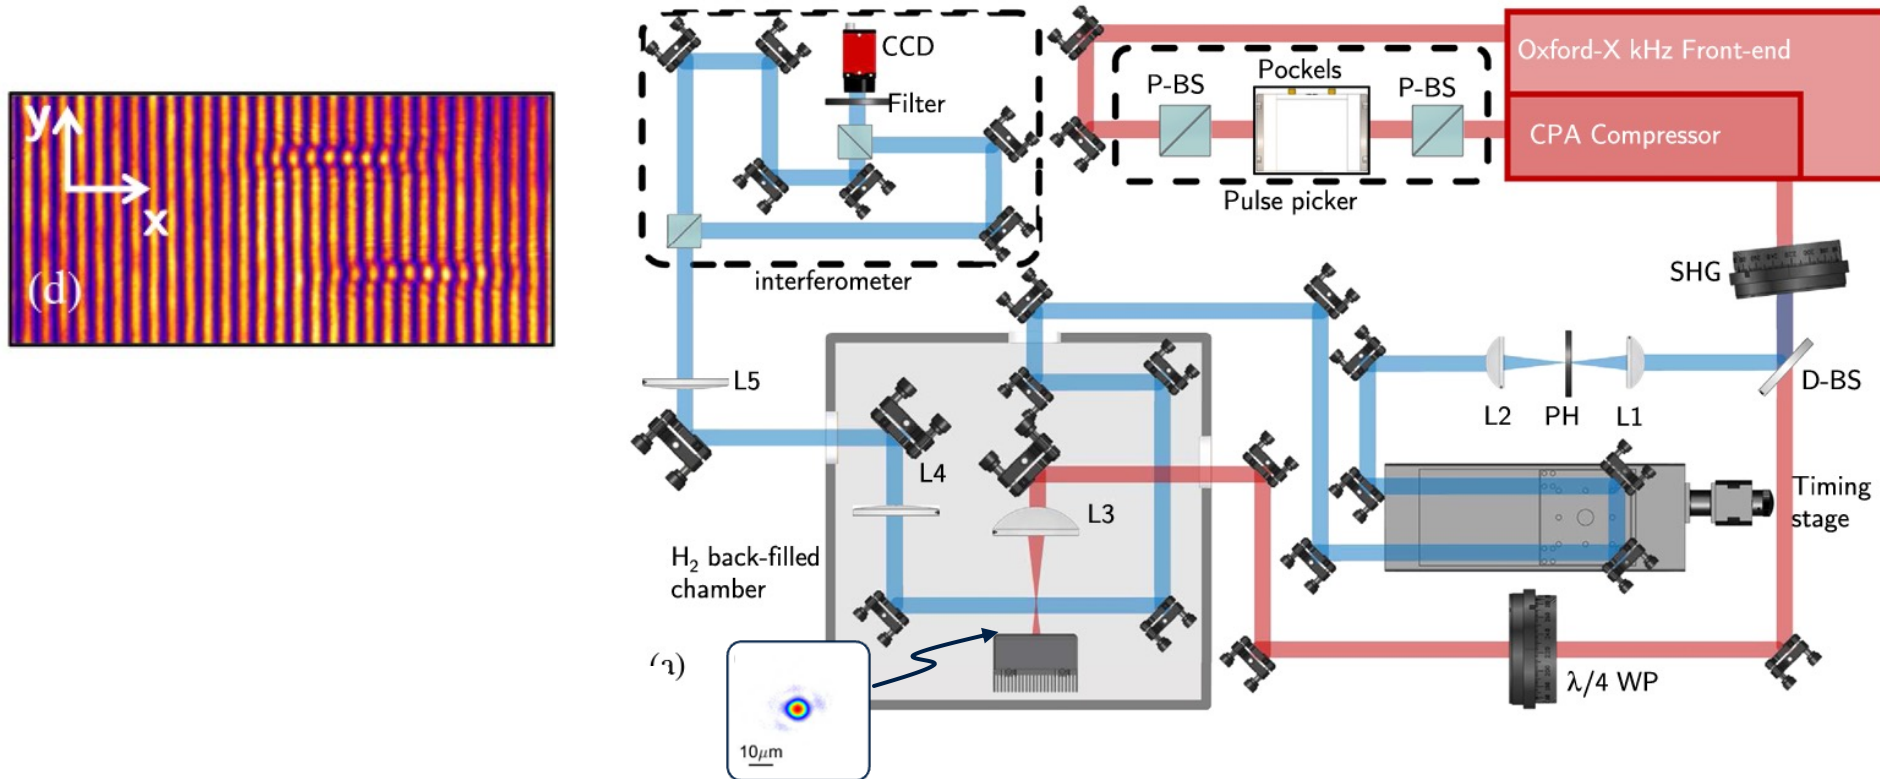 y
x
(d)
CCD
Filter
interferometer
Oxford-X kHz Front-end
CPA Compressor
Pockels
P-BS
P-BS
Pulse picker
SHG
D-BS
L2
PH
L1
L5
L4
L3
Timing
stage
H₂ back-filled
chamber
λ/4 WP
10μm